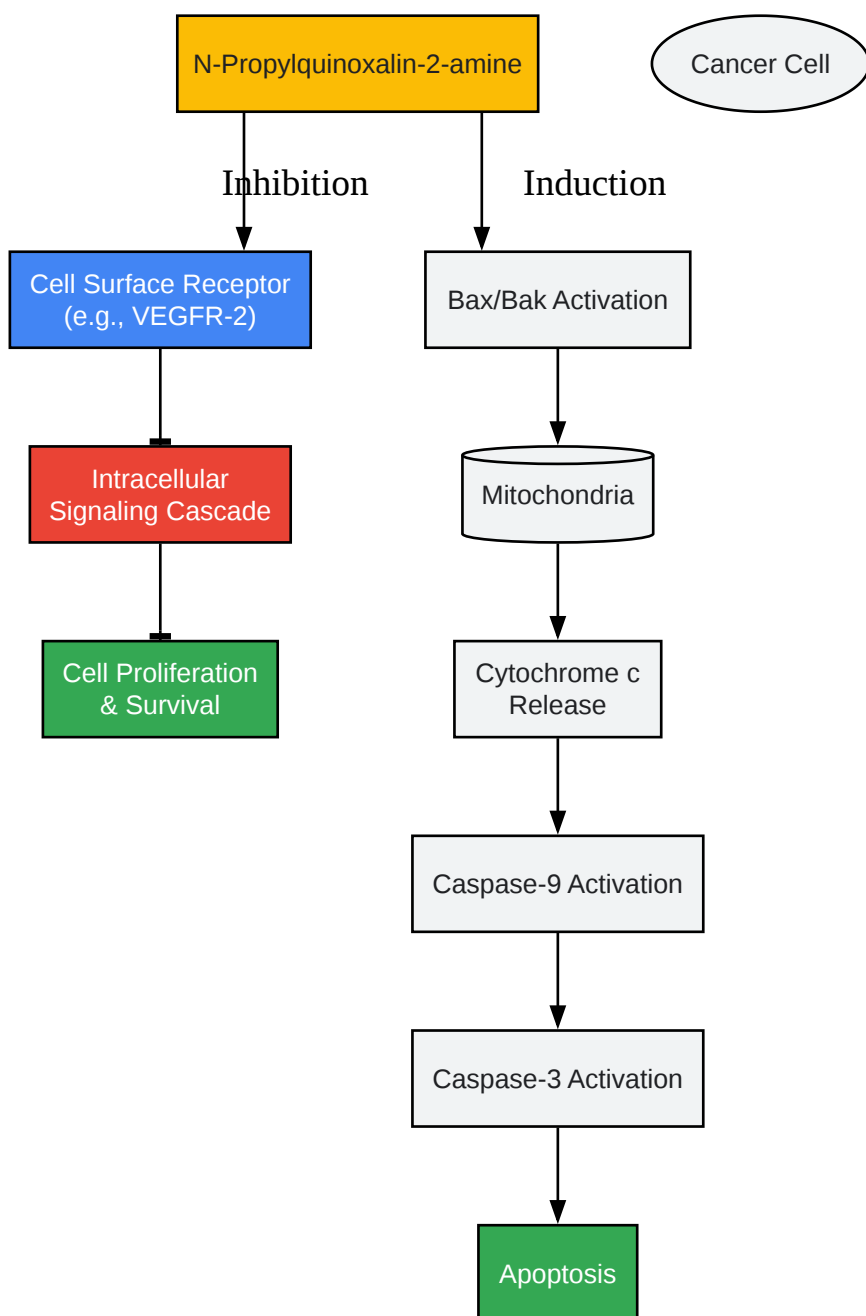 N-Propylquinoxalin-2-amine
Cancer Cell
Inhibition
Induction
Cell Surface Receptor
(e.g., VEGFR-2)
Bax/Bak Activation
Intracellular
Signaling Cascade
Mitochondria
Cell Proliferation
& Survival
Cytochrome c
Release
Caspase-9 Activation
Caspase-3 Activation
Apoptosis